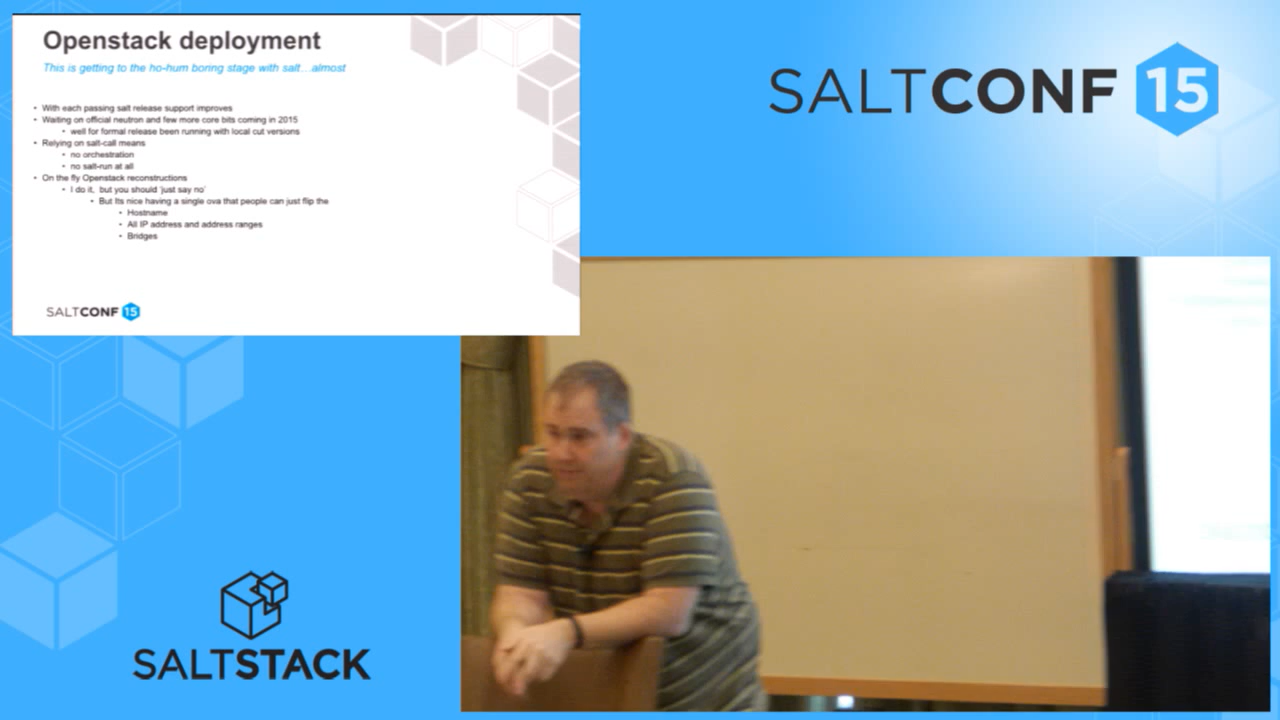 Openstack deployment
This is getting to the ho-hum boring stage with salt…almost
• With each passing salt release support improves
• Waiting on official neutron and few more core bits coming in 2015
• well for formal release been running with local cut versions
• Relying on salt-call means
• no orchestration
• no salt-run at all
• On the fly Openstack reconstructions
• I do it, but you should 'just say no'
• But Its nice having a single ova that people can just flip the
• Hostname
• All IP address and address ranges
• Bridges
SALTCONF 15
SALTCONF 15
SALTSTACK